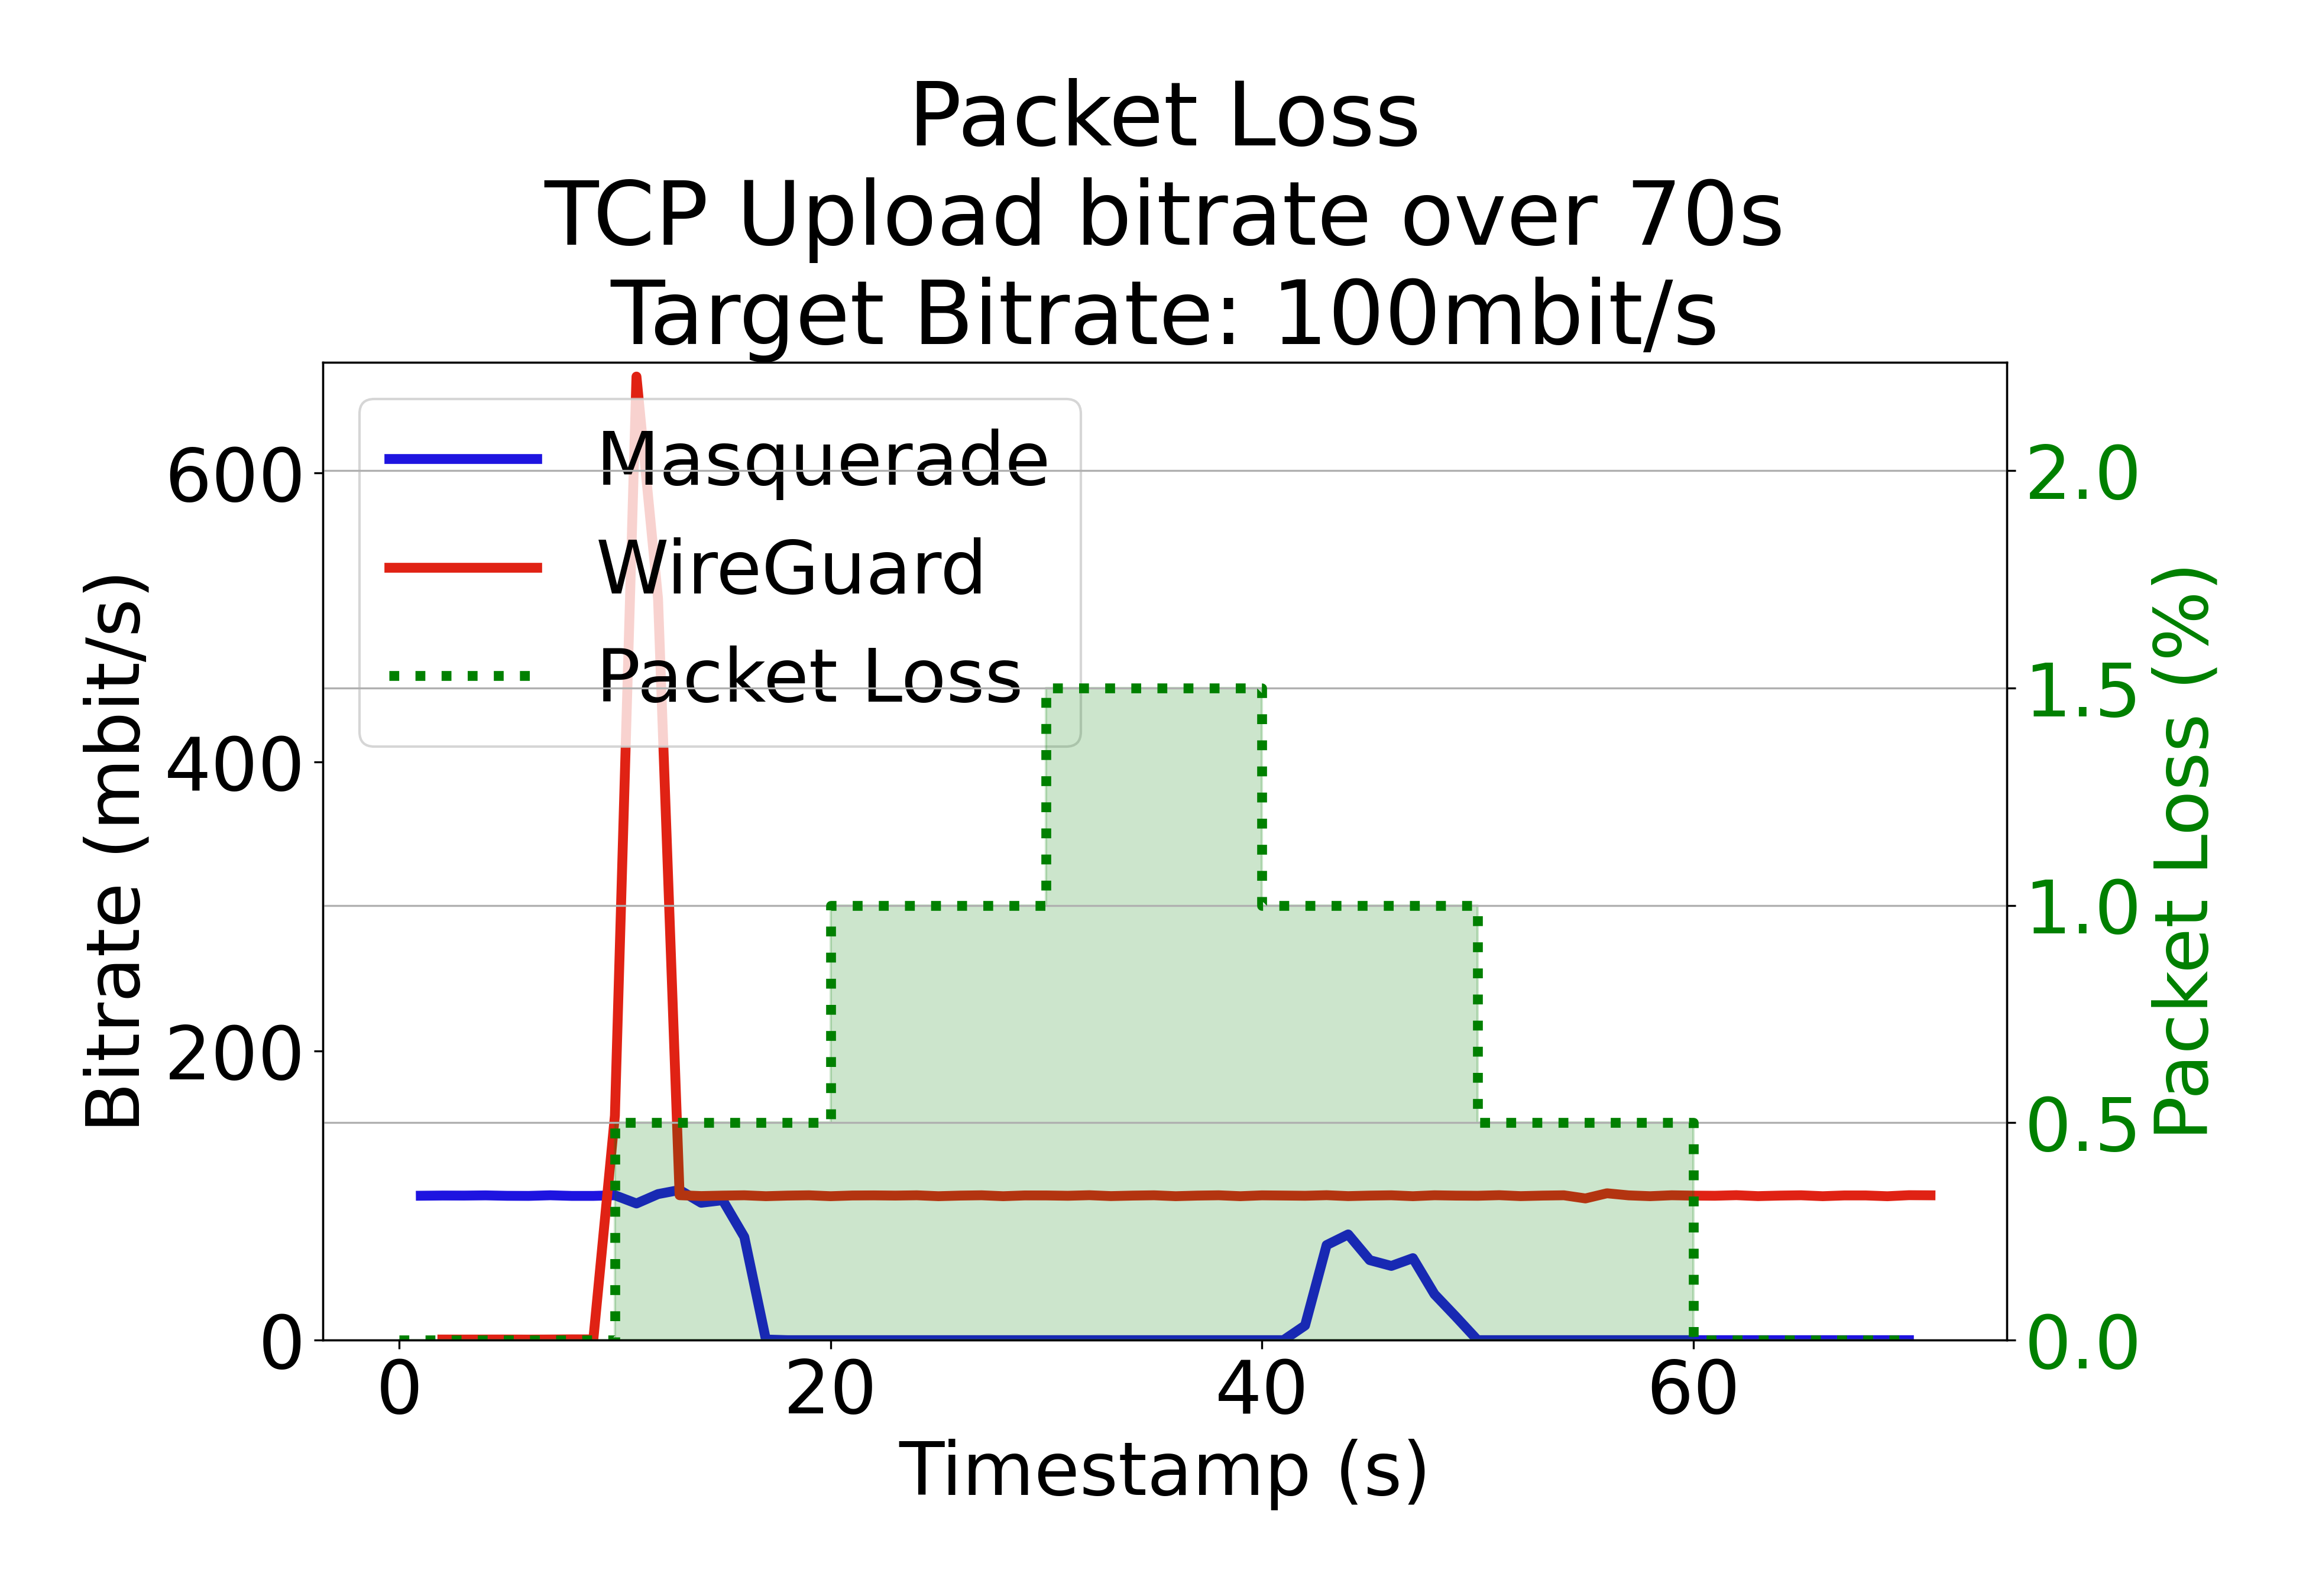 Packet Loss
TCP Upload bitrate over 70s
Target Bitrate: 100mbit/s
Masquerade
WireGuard
Packet Loss
Bitrate (mbit/s)
600
400
200
0
2.0
1.5
1.0
0.5
0.0
Packet Loss (%)
0 20 40 60
Timestamp (s)